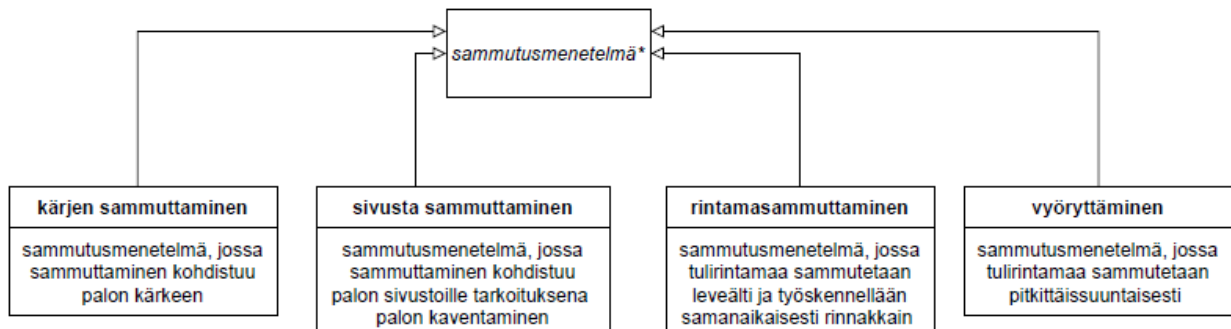 sammutusmenetelmä*
kärjen sammuttaminen
sammutusmenetelmä, jossa
sammuttaminen kohdistuu
palon kärkeen
sivusta sammuttaminen
sammutusmenetelmä, jossa
sammuttaminen kohdistuu
palon sivustoille tarkoituksena
palon kaventaminen
rintamasammuttaminen
sammutusmenetelmä, jossa
tulirintamaa sammutetaan
leveälti ja työskennellään
samanaikaisesti rinnakkain
vyöryttäminen
sammutusmenetelmä, jossa
tulirintamaa sammutetaan
pitkittäissuuntaisesti